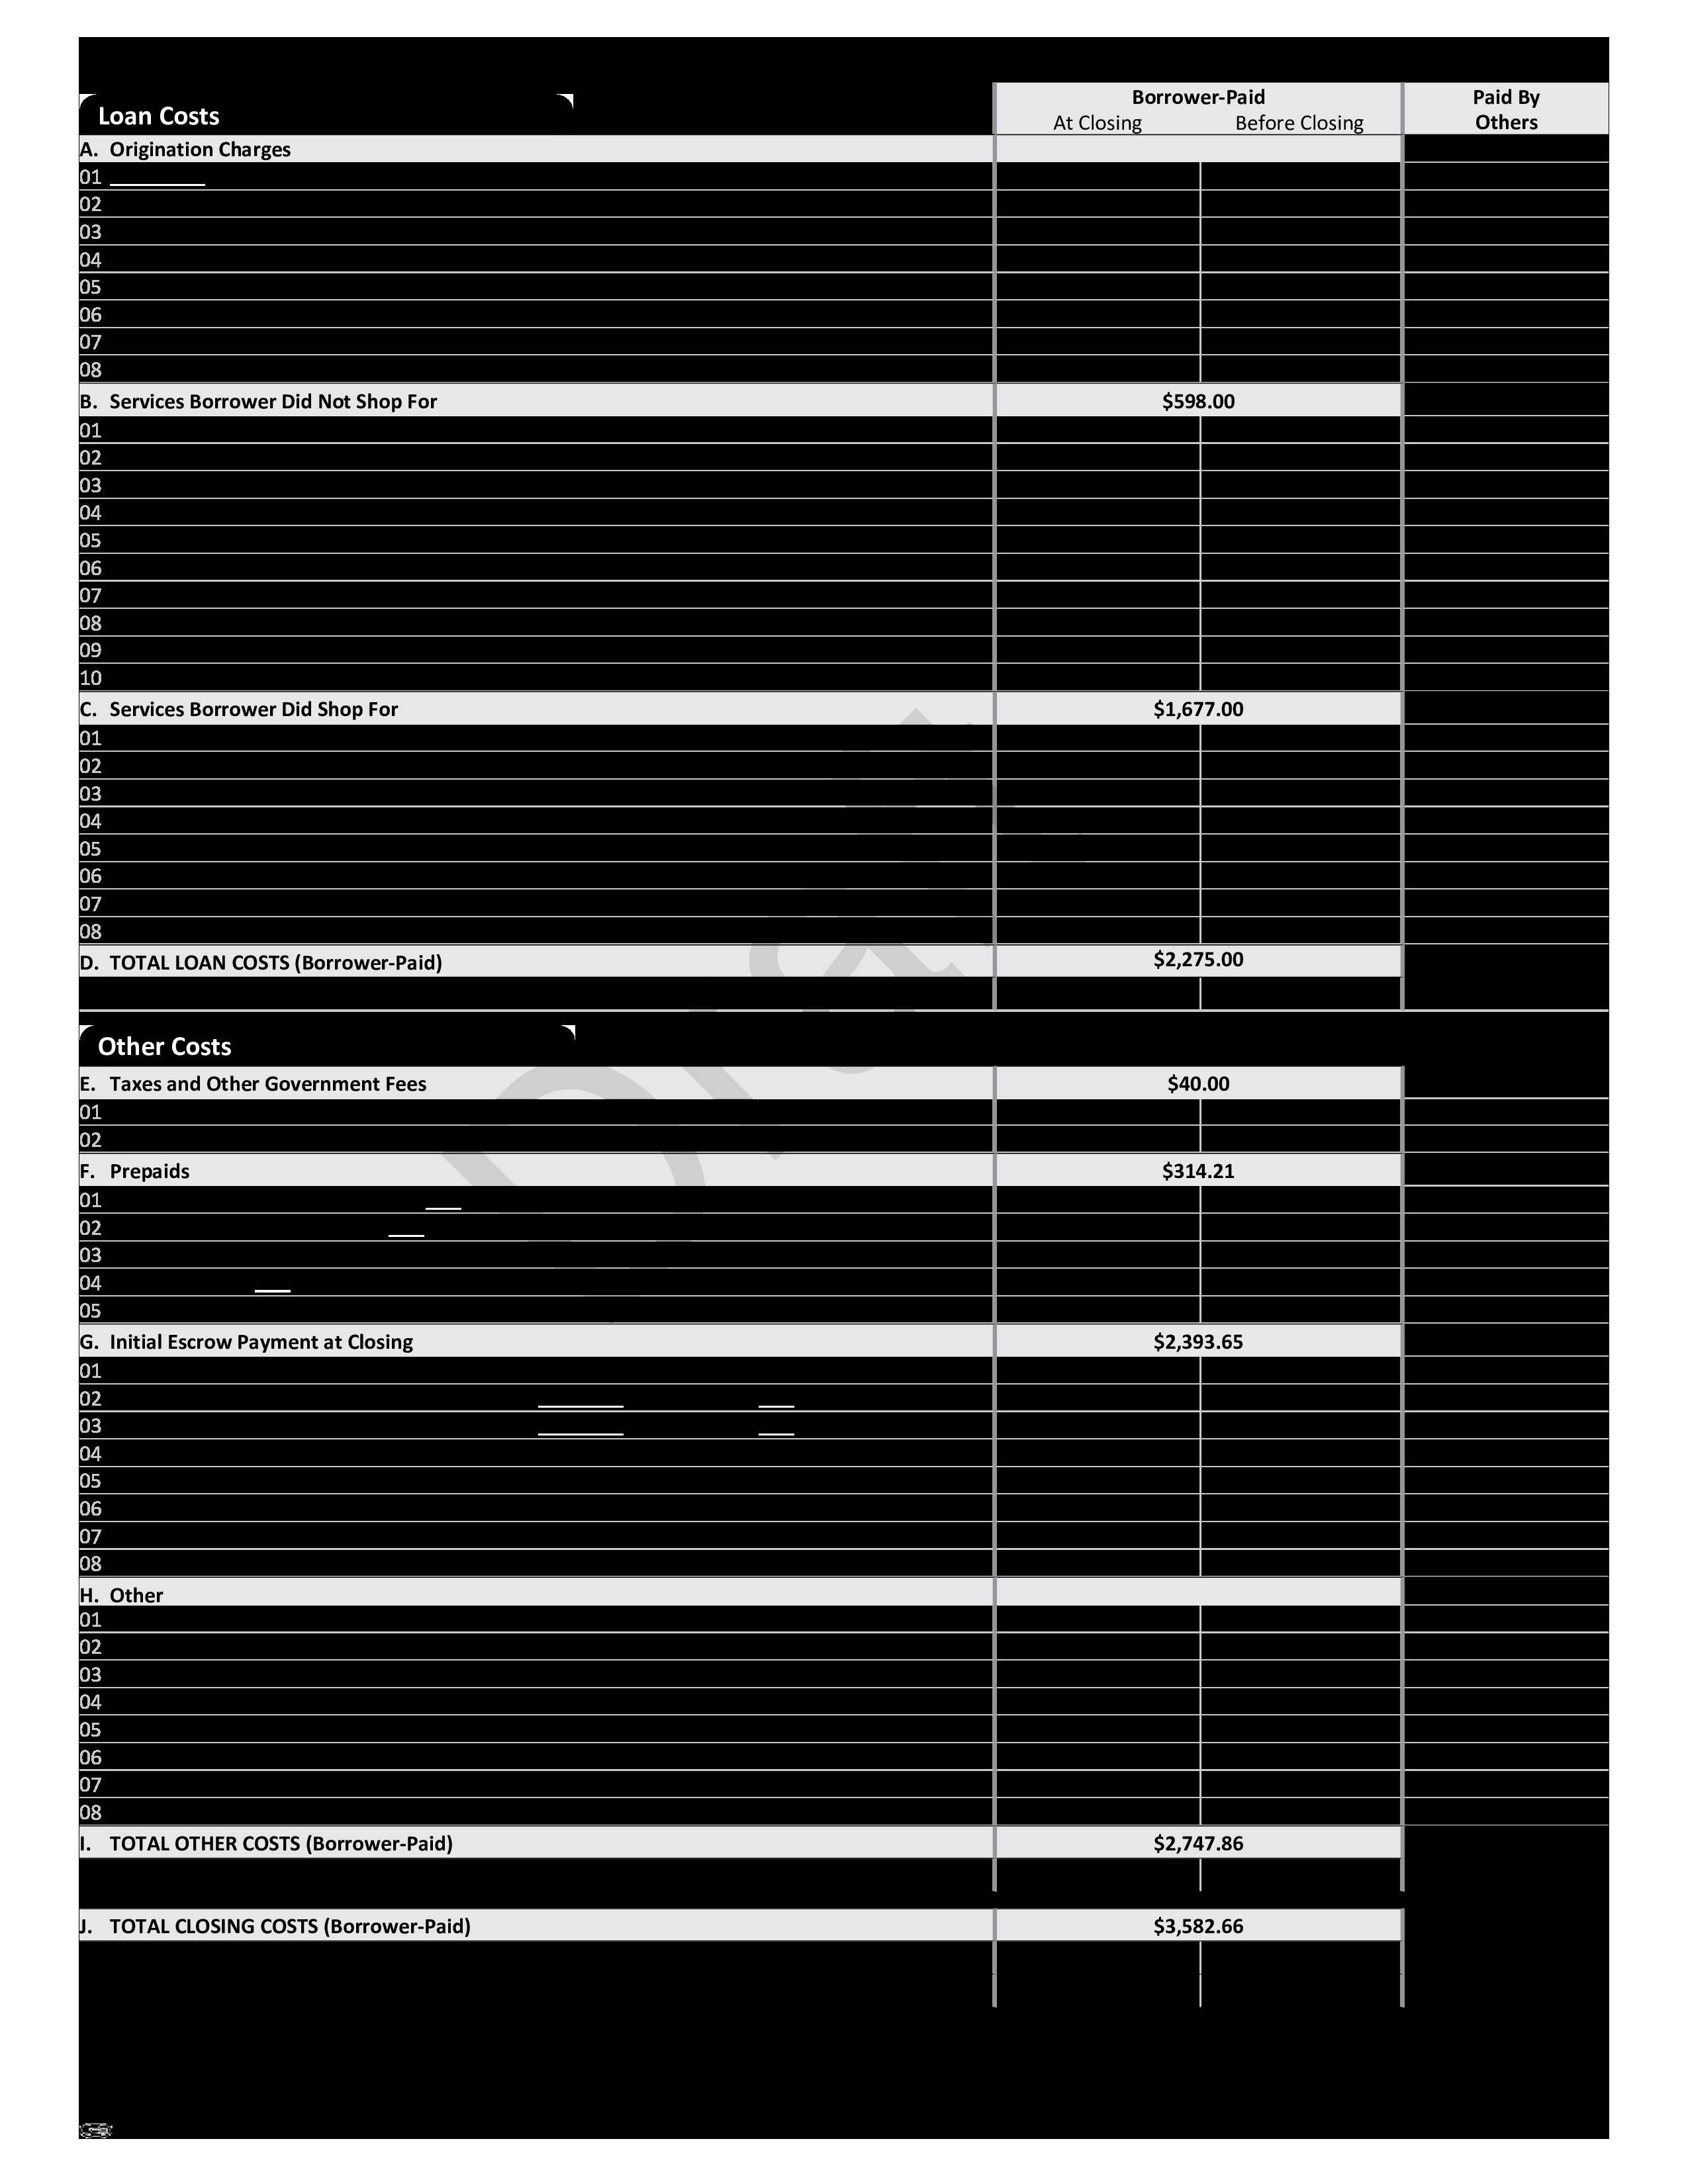 Loan Costs
Borrower-Paid
At Closing Before Closing
Paid By
Others
A. Origination Charges
01
02
03
04
05
06
07
08
B. Services Borrower Did Not Shop For $598.00
01
02
03
04
05
06
07
08
09
10
C. Services Borrower Did Shop For $1,677.00
01
02
03
04
05
06
07
08
D. TOTAL LOAN COSTS (Borrower-Paid) $2,275.00
Other Costs
E. Taxes and Other Government Fees $40.00
01
02
F. Prepaids $314.21
01
02
03
04
05
G. Initial Escrow Payment at Closing $2,393.65
01
02
03
04
05
06
07
08
H. Other
01
02
03
04
05
06
07
08
I. TOTAL OTHER COSTS (Borrower-Paid) $2,747.86
J. TOTAL CLOSING COSTS (Borrower-Paid) $3,582.66
Draft